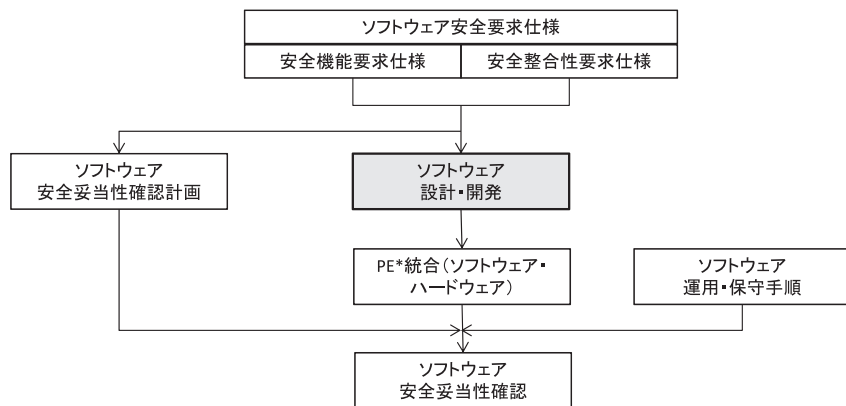 ソフトウェア安全要求仕様
安全機能要求仕様
安全整合性要求仕様
ソフトウェア
安全妥当性確認計画
ソフトウェア
設計・開発
PE*統合(ソフトウェア・
ハードウェア)
ソフトウェア
運用・保守手順
ソフトウェア
安全妥当性確認